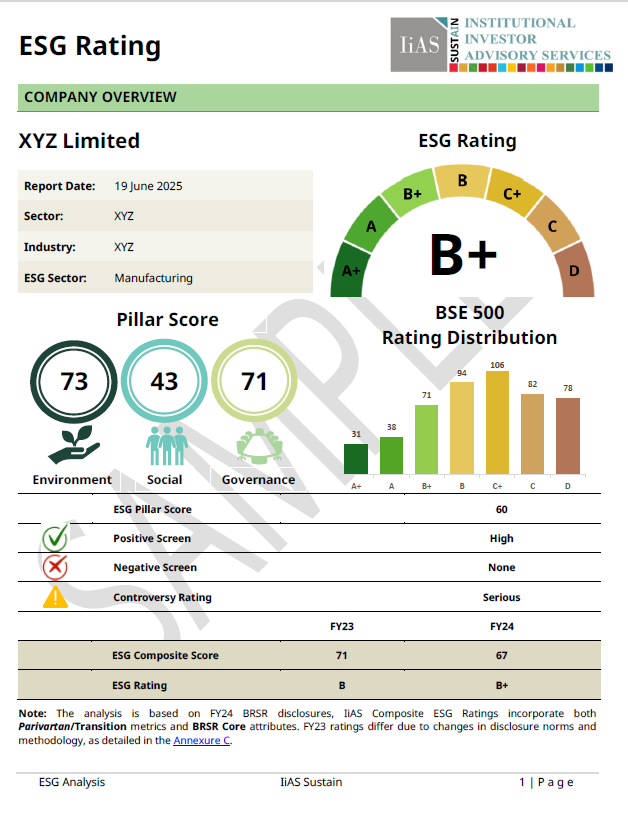 ESG Rating
IiAS
SUSTAIN
INSTITUTIONAL
INVESTOR
ADVISORY SERVICES
COMPANY OVERVIEW
XYZ Limited
Report Date: 19 June 2025
Sector: XYZ
Industry: XYZ
ESG Sector: Manufacturing
ESG Rating
A+
A
B+
B
C+
C
D
B+
Pillar Score
73 43 71
Environment Social Governance
BSE 500
Rating Distribution
31 38 71 94 106 82 78
A+ A B+ B C+ C D
SAMPLE
ESG Pillar Score 60
Positive Screen High
Negative Screen None
Controversy Rating Serious
FY23 FY24
ESG Composite Score 71 67
ESG Rating B B+
Note: The analysis is based on FY24 BRSR disclosures, IiAS Composite ESG Ratings incorporate both
Parivartan/Transition metrics and BRSR Core attributes. FY23 ratings differ due to changes in disclosure norms and
methodology, as detailed in the Annexure C.
ESG Analysis IiAS Sustain 1 | P a g e